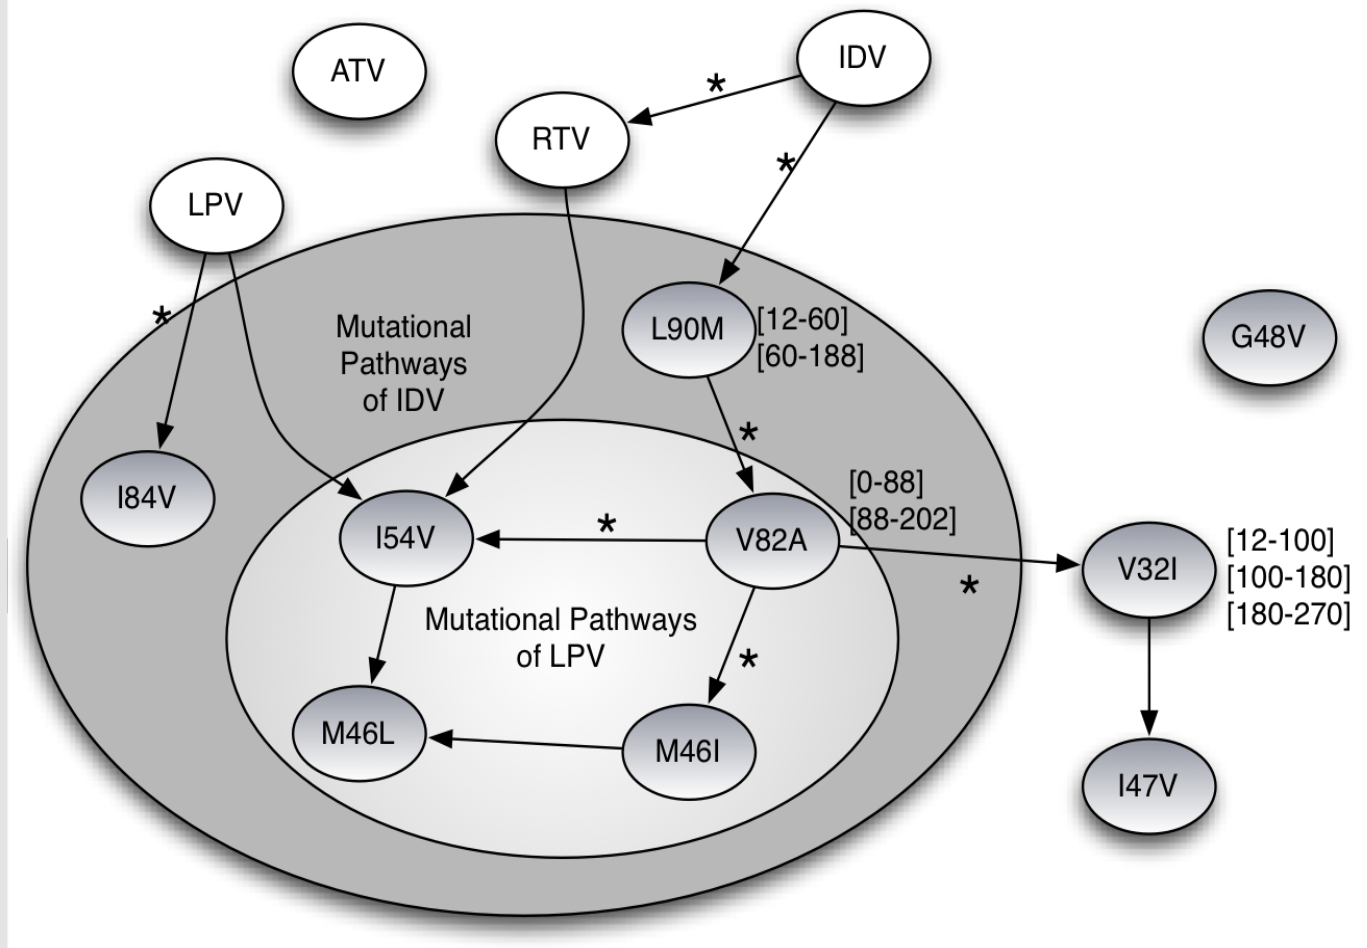 ATV
IDV
*
RTV
*
LPV
*
Mutational
Pathways
of IDV
L90M
[12-60]
[60-188]
G48V
*
I84V
[0-88]
[88-202]
I54V
*
V82A
*
V32I
[12-100]
[100-180]
[180-270]
Mutational Pathways
of LPV
*
M46L
M46I
I47V